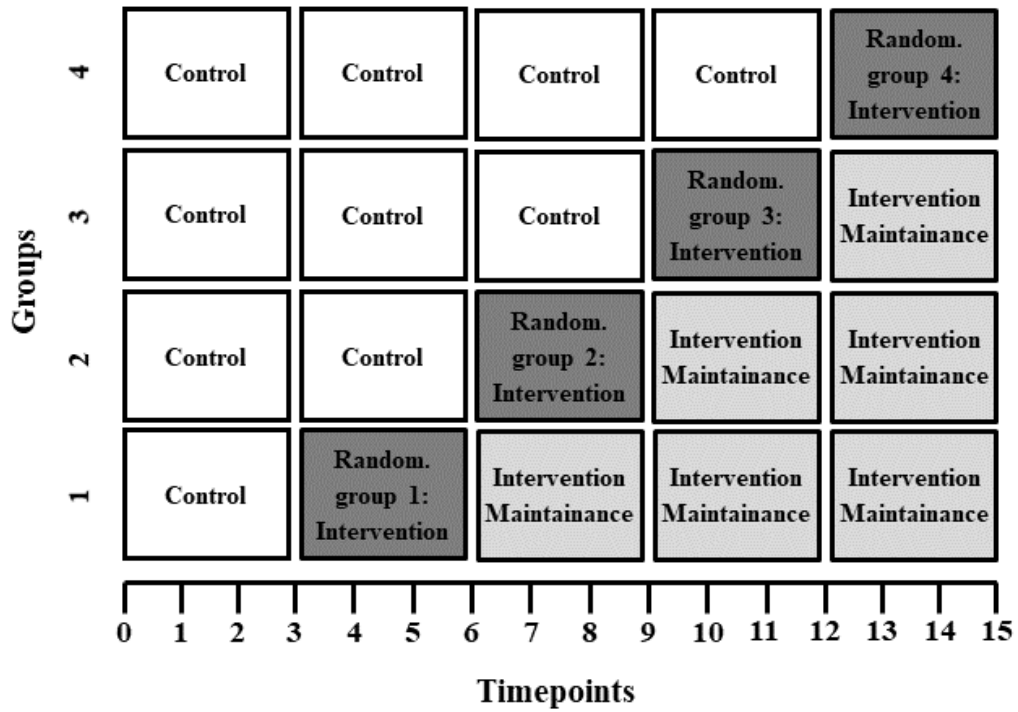 4
Control
Control
Control
Control
Random.
group 4:
Intervention
3
Control
Control
Control
Random.
group 3:
Intervention
Intervention
Maintainance
Groups
2
Control
Control
Random.
group 2:
Intervention
Intervention
Maintainance
Intervention
Maintainance
1
Control
Random.
group 1:
Intervention
Intervention
Maintainance
Intervention
Maintainance
Intervention
Maintainance
0 1 2 3 4 5 6 7 8 9 10 11 12 13 14 15
Timepoints